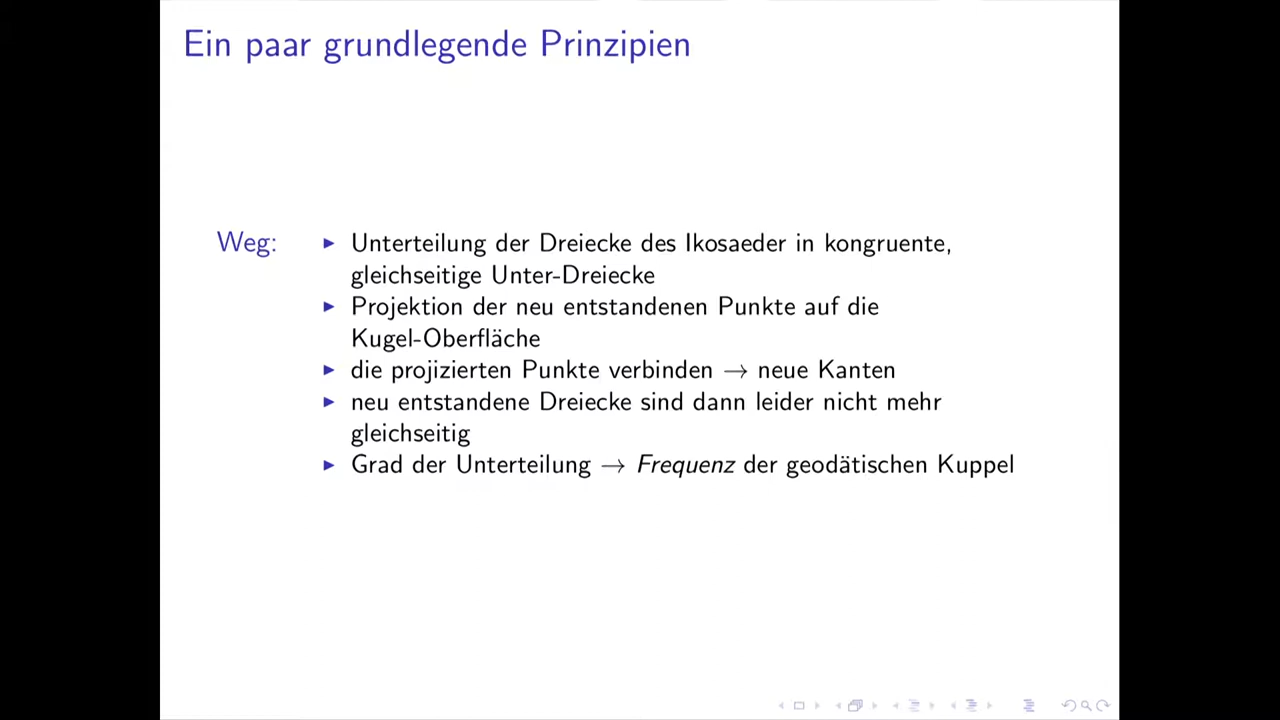 Ein paar grundlegende Prinzipien
Weg: ▶ Unterteilung der Dreiecke des Ikosaeder in kongruente,
gleichseitige Unter-Dreiecke
▶ Projektion der neu entstandenen Punkte auf die
Kugel-Oberfläche
▶ die projizierten Punkte verbinden → neue Kanten
▶ neu entstandene Dreiecke sind dann leider nicht mehr
gleichseitig
▶ Grad der Unterteilung → Frequenz der geodätischen Kuppel